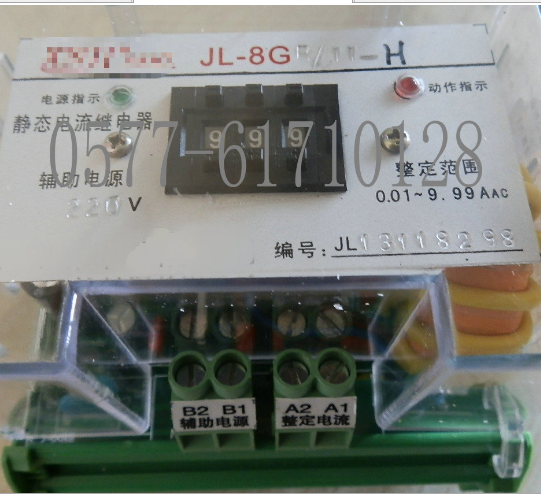 JL-8G
-H
电源指示
动作指示
静态电流继电器
999
0577-61710128
辅助电源
220V
整定范围
0.01~9.99AAC
编号:JL13118298
B2 B1
辅助电源
A2 A1
整定电流